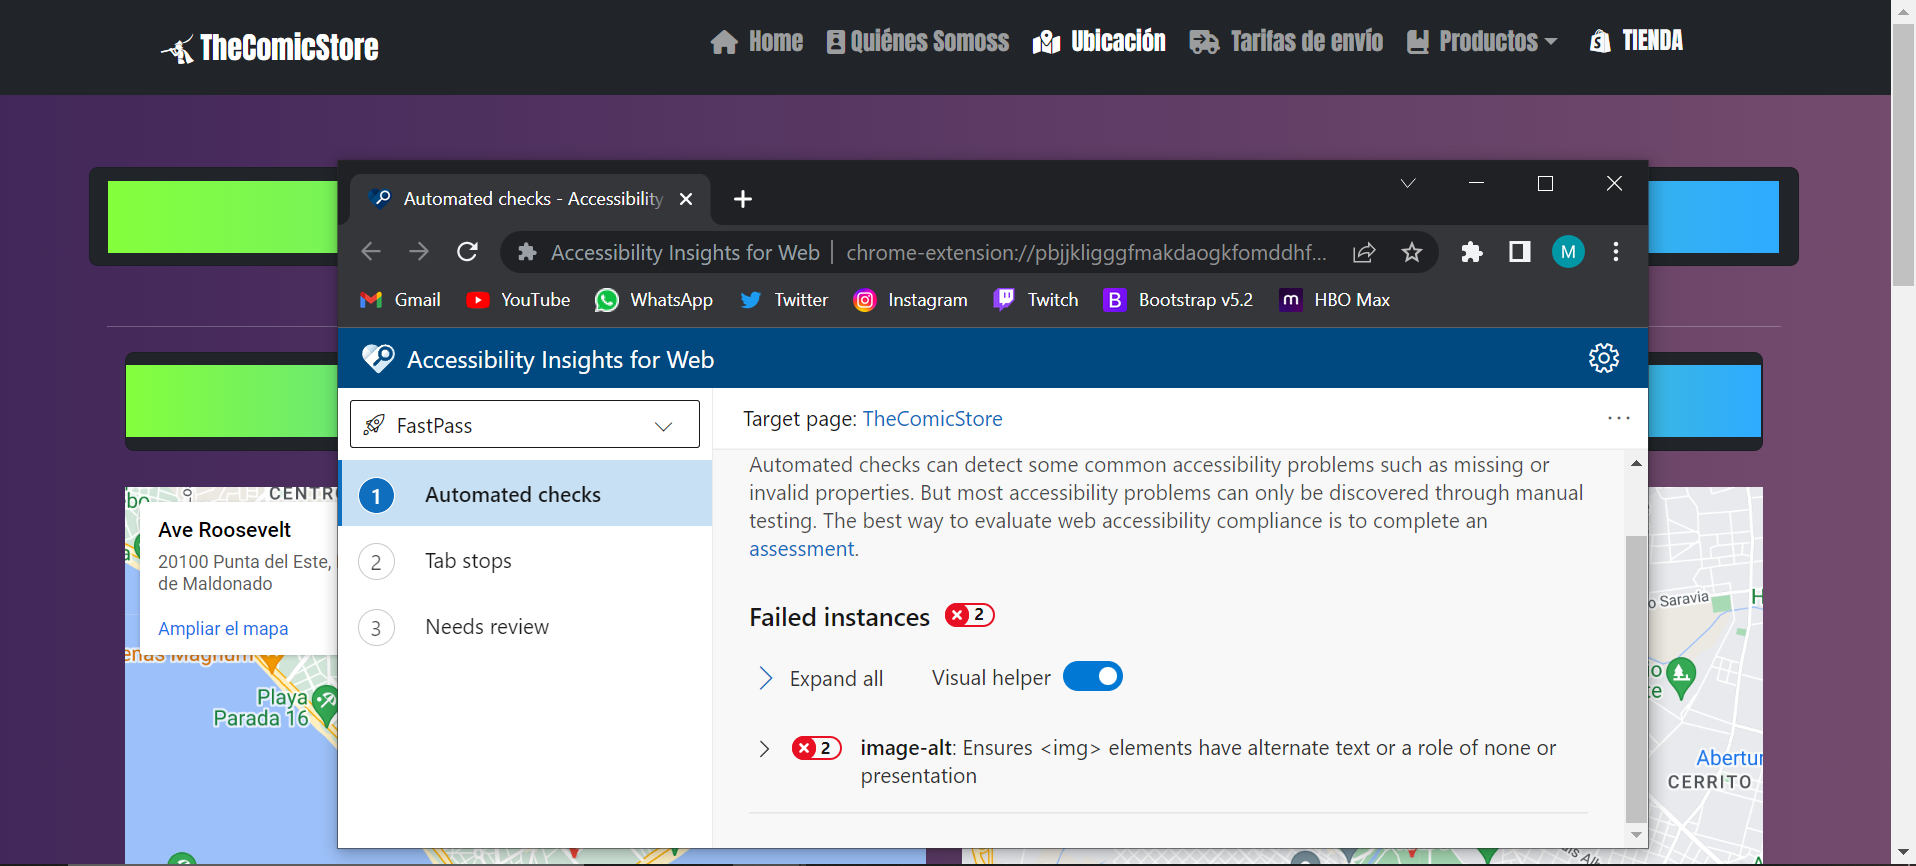 TheComicStore
Home
Quiénes Somoss
Ubicación
Tarifas de envío
Productos
TIENDA
Automated checks - Accessibility
Accessibility Insights for Web
chrome-extension://pbjjkligggfmakdaogkfomddhf...
M
Gmail
YouTube
WhatsApp
Twitter
Instagram
Twitch
B Bootstrap v5.2
m HBO Max
Accessibility Insights for Web
FastPass
Target page: TheComicStore
1 Automated checks
2 Tab stops
3 Needs review
Automated checks can detect some common accessibility problems such as missing or
invalid properties. But most accessibility problems can only be discovered through manual
testing. The best way to evaluate web accessibility compliance is to complete an
assessment.
Failed instances 2
Expand all
Visual helper
2 image-alt: Ensures <img> elements have alternate text or a role of none or
presentation
CENTR
Ave Roosevelt
20100 Punta del Este,
de Maldonado
Ampliar el mapa
enas Magnum
Playa
Parada 16
o Saravia
Abertur
CERRITO